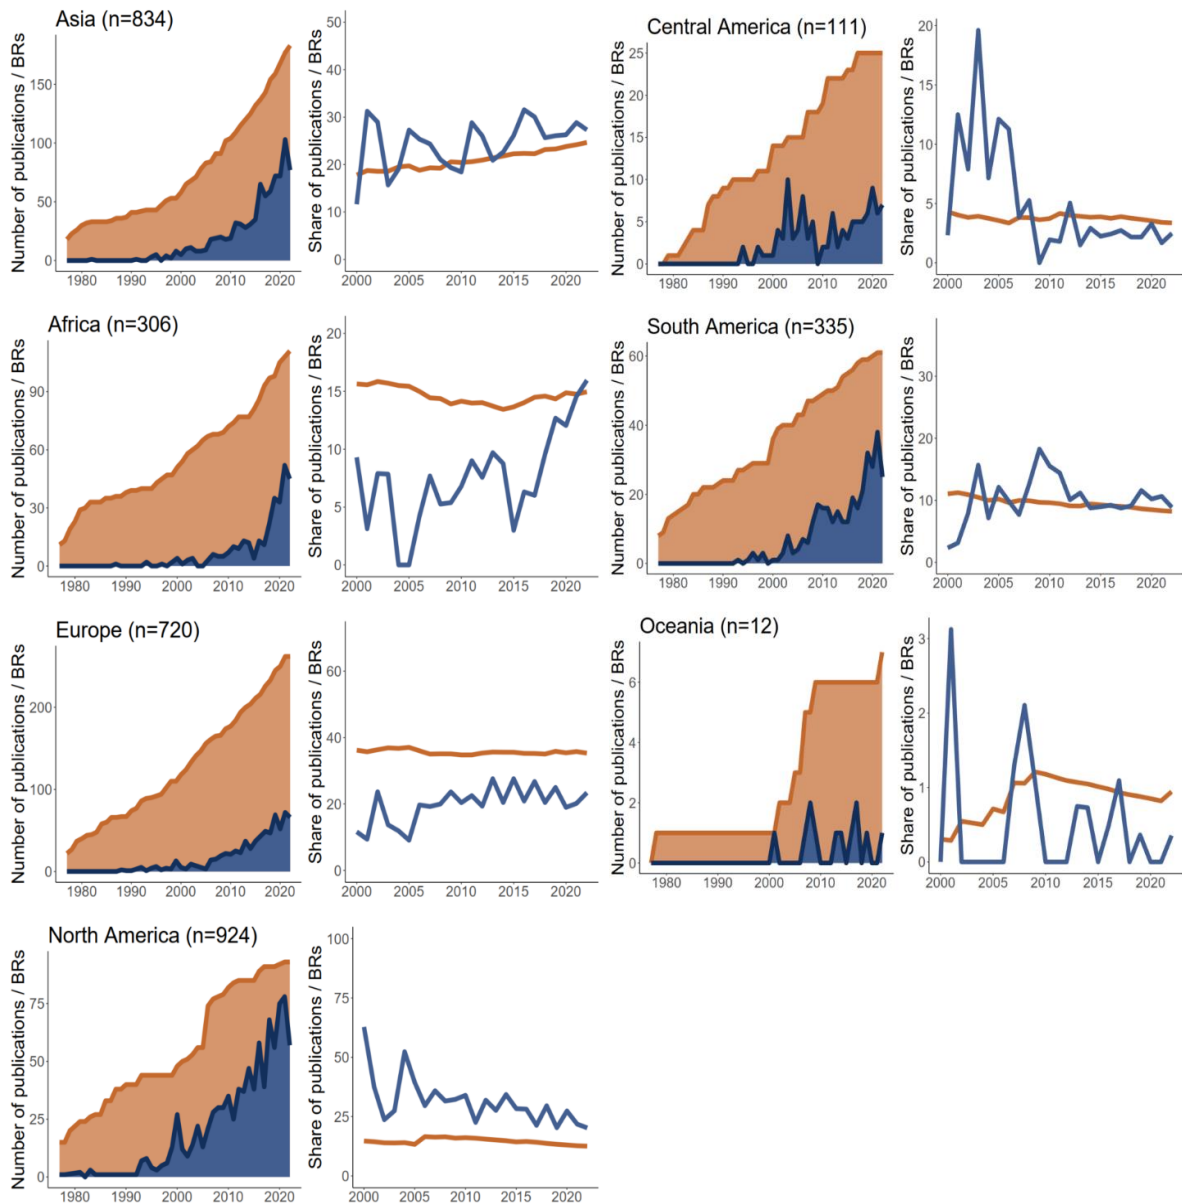 Asia (n=834)
Number of publications / BRs
150
100
50
0
1980 1990 2000 2010 2020
Share of publications / BRs
50
40
30
20
10
0
2000 2005 2010 2015 2020
Central America (n=111)
Number of publications / BRs
25
20
15
10
5
0
1980 1990 2000 2010 2020
Share of publications / BRs
20
15
10
5
0
2000 2005 2010 2015 2020
Africa (n=306)
Number of publications / BRs
90
60
30
0
1980 1990 2000 2010 2020
Share of publications / BRs
20
15
10
5
0
2000 2005 2010 2015 2020
South America (n=335)
Number of publications / BRs
60
40
20
0
1980 1990 2000 2010 2020
Share of publications / BRs
30
20
10
0
2000 2005 2010 2015 2020
Europe (n=720)
Number of publications / BRs
200
100
0
1980 1990 2000 2010 2020
Share of publications / BRs
60
40
20
0
2000 2005 2010 2015 2020
Oceania (n=12)
Number of publications / BRs
6
4
2
0
1980 1990 2000 2010 2020
Share of publications / BRs
3
2
1
0
2000 2005 2010 2015 2020
North America (n=924)
Number of publications / BRs
75
50
25
0
1980 1990 2000 2010 2020
Share of publications / BRs
100
75
50
25
0
2000 2005 2010 2015 2020